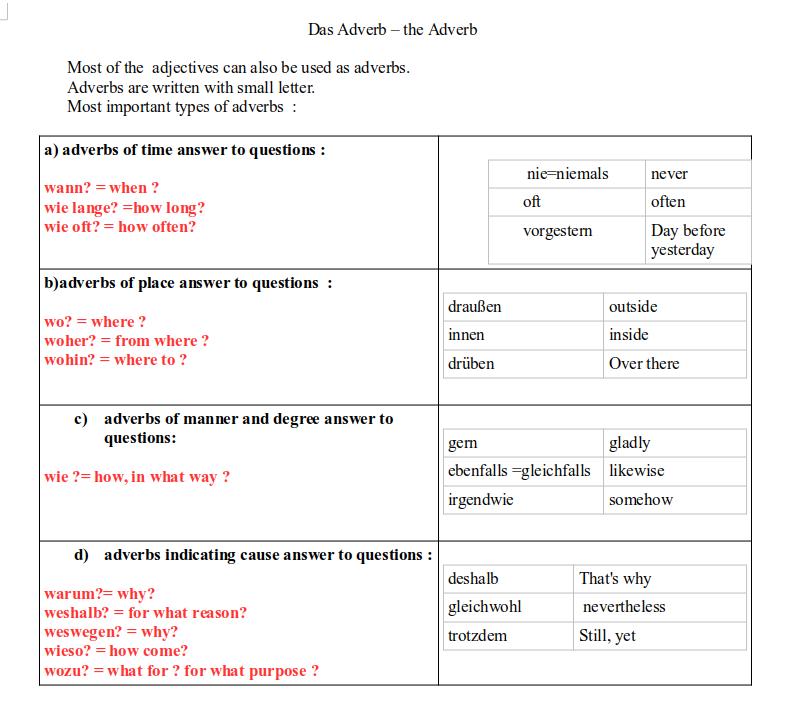 Das Adverb – the Adverb
Most of the adjectives can also be used as adverbs.
Adverbs are written with small letter.
Most important types of adverbs :
a) adverbs of time answer to questions :
wann? = when ?
wie lange? =how long?
wie oft? = how often?
nie=niemals never
oft often
vorgestern Day before
yesterday
b)adverbs of place answer to questions :
wo? = where ?
woher? = from where ?
wohin? = where to ?
draußen outside
innen inside
drüben Over there
c) adverbs of manner and degree answer to
questions:
wie ?= how, in what way ?
gern gladly
ebenfalls =gleichfalls likewise
irgendwie somehow
d) adverbs indicating cause answer to questions :
warum?= why?
weshalb? = for what reason?
weswegen? = why?
wieso? = how come?
wozu? = what for ? for what purpose ?
deshalb That's why
gleichwohl nevertheless
trotzdem Still, yet